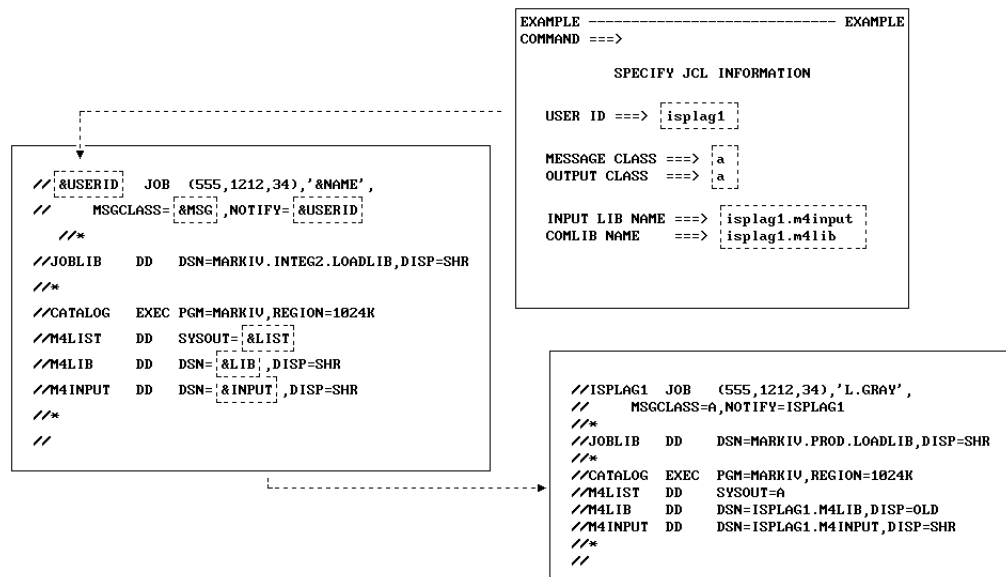 EXAMPLE ----------------------------- EXAMPLE
COMMAND ===>
SPECIFY JCL INFORMATION
USER ID ===> isplag1
MESSAGE CLASS ===> a
OUTPUT CLASS ===> a
INPUT LIB NAME ===> isplag1.m4input
COMLIB NAME ===> isplag1.m4lib
// &USERID JOB (555,1212,34),'&NAME',
// MSGCLASS= &MSG ,NOTIFY= &USERID
//*
//JOBLIB DD DSN=MARKIV.INTEG2.LOADLIB,DISP=SHR
//*
//CATALOG EXEC PGM=MARKIV,REGION=1024K
//M4LIST DD SYSOUT= &LIST
//M4LIB DD DSN= &LIB ,DISP=SHR
//M4INPUT DD DSN= &INPUT ,DISP=SHR
//*
//
//ISPLAG1 JOB (555,1212,34),'L.GRAY',
// MSGCLASS=A,NOTIFY=ISPLAG1
//*
//JOBLIB DD DSN=MARKIV.PROD.LOADLIB,DISP=SHR
//*
//CATALOG EXEC PGM=MARKIV,REGION=1024K
//M4LIST DD SYSOUT=A
//M4LIB DD DSN=ISPLAG1.M4LIB,DISP=OLD
//M4INPUT DD DSN=ISPLAG1.M4INPUT,DISP=SHR
//*
//